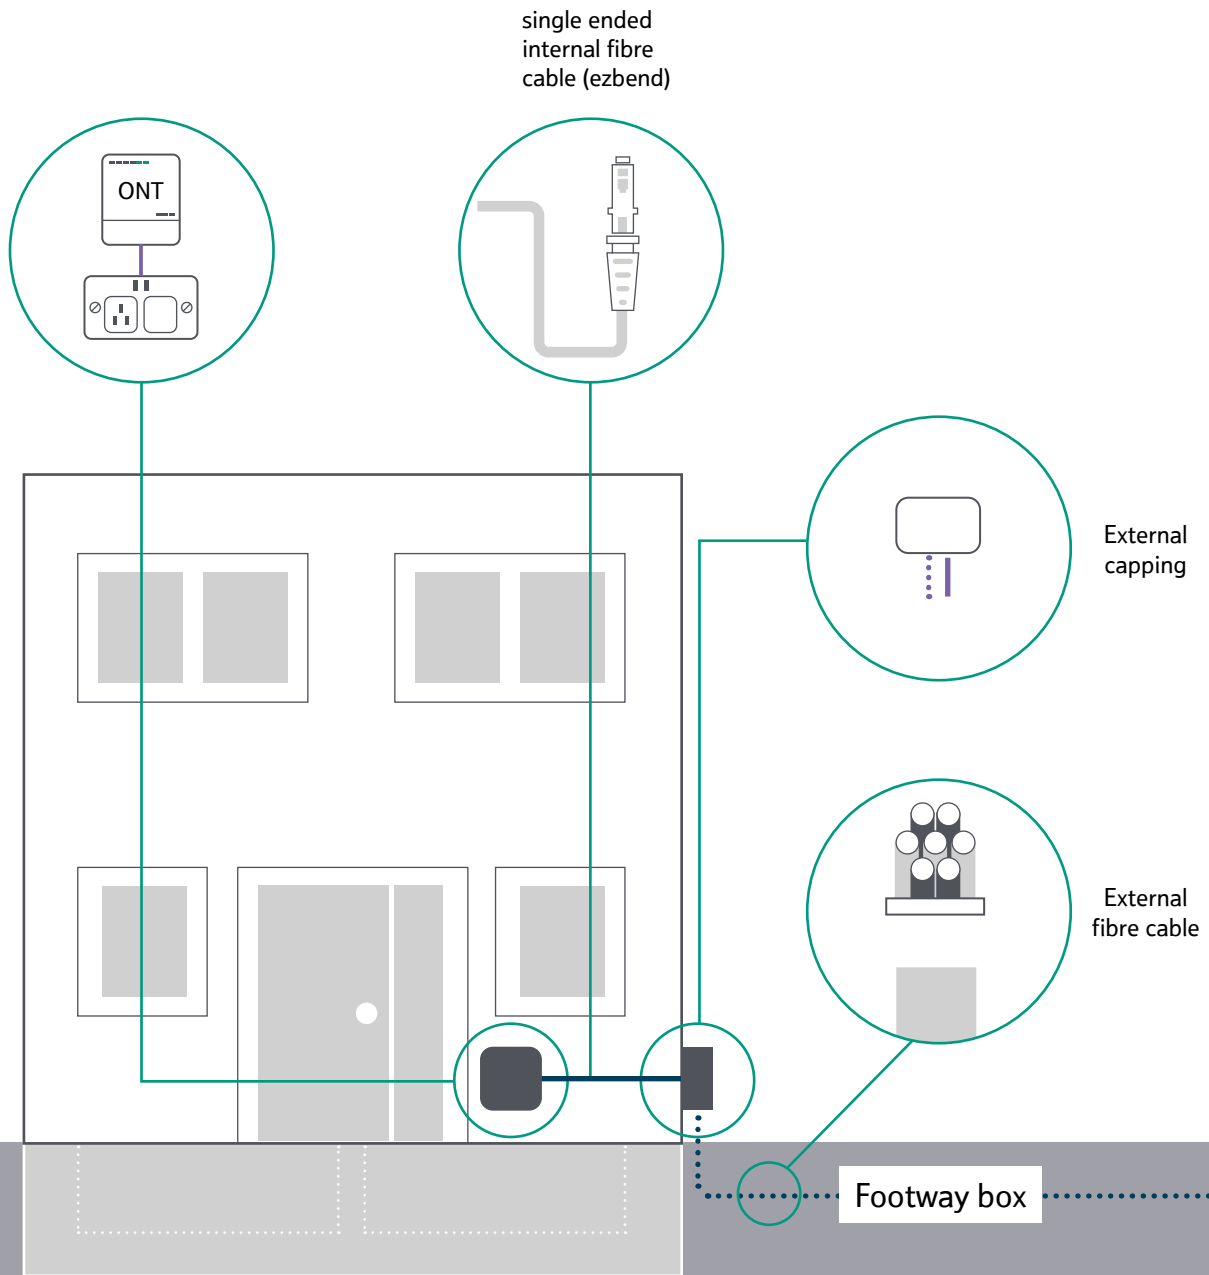 single ended
internal fibre
cable (ezbend)
ONT
External
capping
External
fibre cable
Footway box